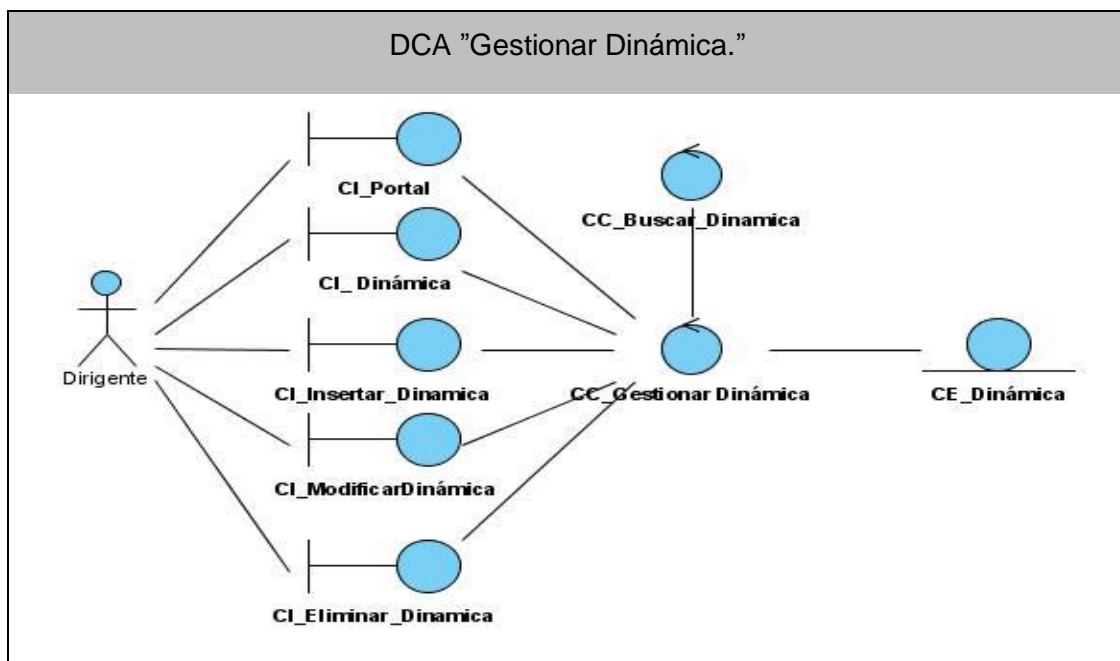 DCA ”Gestionar Dinámica.”
CI_Portal
CC_Buscar_Dinamica
CI_ Dinámica
Dirigente
CI_Insertar_Dinamica
CC_Gestionar Dinámica
CE_Dinámica
CI_ModificarDinámica
CI_Eliminar_Dinamica